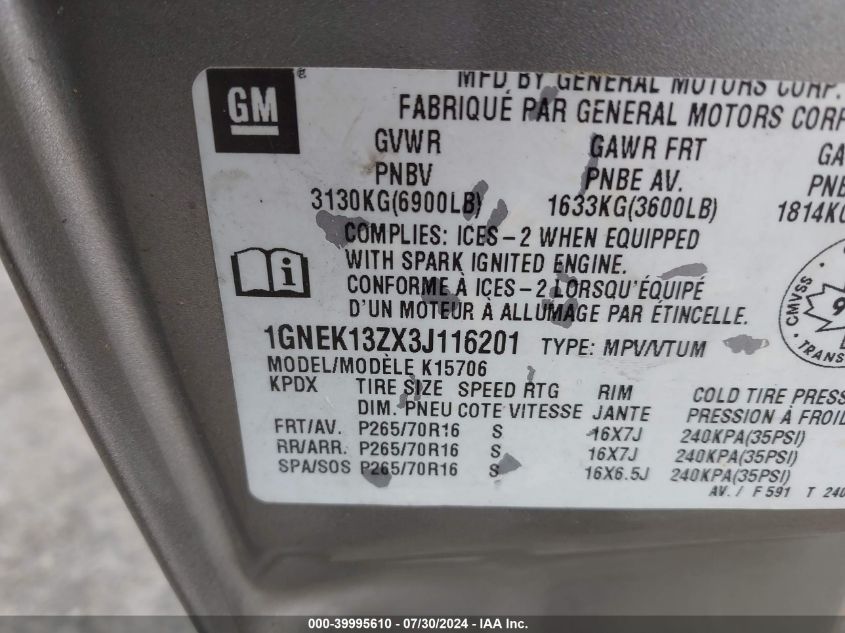 GM
MFD BY GENERAL MOTORS CORP.
FABRIQUÉ PAR GENERAL MOTORS CORP
GVWR GAWR FRT GA
PNBV PNBE AV. PNB
3130KG(6900LB) 1633KG(3600LB) 1814KG
COMPLIES: ICES-2 WHEN EQUIPPED
WITH SPARK IGNITED ENGINE.
CONFORME À ICES-2 LORSQU'ÉQUIPÉ
D'UN MOTEUR À ALLUMAGE PAR ÉTINCELLE.
CMVSS
TRANS
1GNEK13ZX3J116201 TYPE: MPV/VTUM
MODEL/MODÈLE K15706
KPDX TIRE SIZE SPEED RTG RIM COLD TIRE PRESS
DIM. PNEU COTE VITESSE JANTE PRESSION À FROID
FRT/AV. P265/70R16 S 16X7J 240KPA(35PSI)
RR/ARR. P265/70R16 S 16X7J 240KPA(35PSI)
SPA/SOS P265/70R16 S 16X6.5J 240KPA(35PSI)
AV. / F 591 T 240
000-39995610 - 07/30/2024 - IAA Inc.